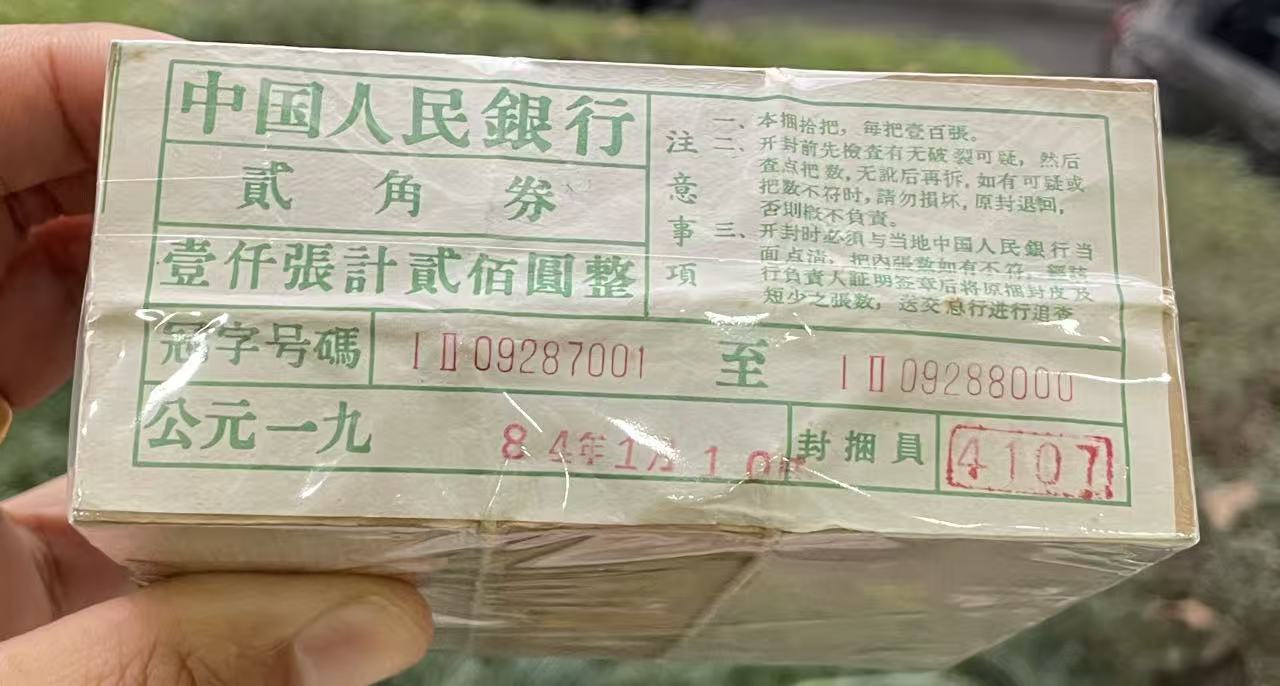 中国人民銀行
貳角券
壹仟張計貳佰圓整
注意事項
一、本捆拾把，每把壹百張。
二、开封前先檢查有无破裂可疑，然后
查点把数，无訛后再拆，如有可疑或
把数不符时，請勿損坏，原封退回，
否則概不負責。
三、开封时必須与当地中国人民銀行当
面点清，把內張数如有不符，經該
行負責人証明签章后将原捆封皮及
短少之張数，送交总行进行追查
冠字号碼
IⅡ09287001 至 IⅡ09288000
公元一九 84年1月10 封捆員 4107